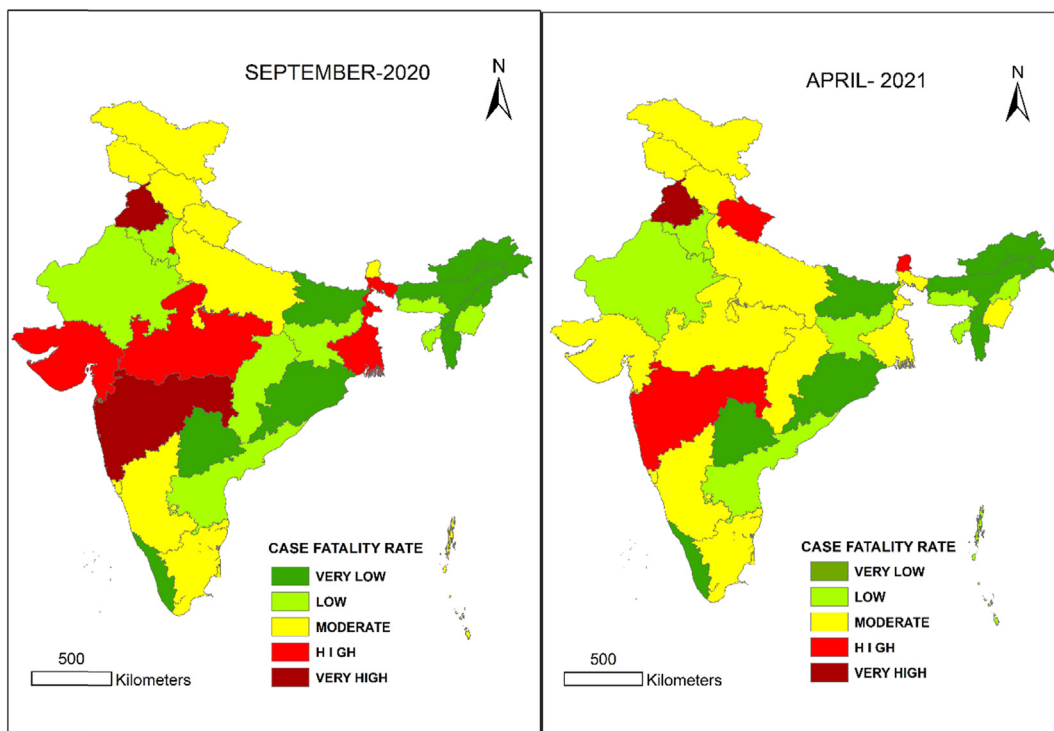 SEPTEMBER-2020
N
CASE FATALITY RATE
VERY LOW
LOW
MODERATE
H I GH
VERY HIGH
500
Kilometers
APRIL- 2021
N
CASE FATALITY RATE
VERY LOW
LOW
MODERATE
H I GH
VERY HIGH
500
Kilometers